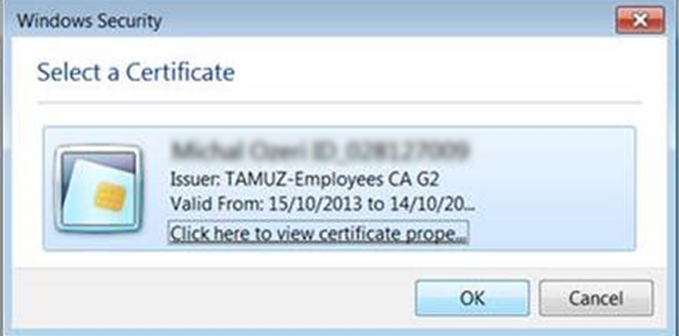 Windows Security
Select a Certificate
Issuer: TAMUZ-Employees CA G2
Valid From: 15/10/2013 to 14/10/20...
Click here to view certificate prope...
OK
Cancel